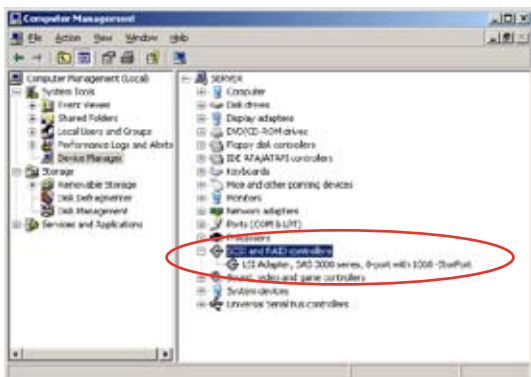 Computer Management
File Action View Window Help
Computer Management (Local)
System Tools
Event Viewer
Shared Folders
Local Users and Groups
Performance Logs and Alerts
Device Manager
Storage
Removable Storage
Disk Defragmenter
Disk Management
Services and Applications
SERVER
Computer
Disk drives
Display adapters
DVD/CD-ROM drives
Floppy disk controllers
IDE ATA/ATAPI controllers
Keyboards
Mice and other pointing devices
Monitors
Network adapters
Ports (COM & LPT)
Processors
SCSI and RAID controllers
LSI Adapter, SAS 3000 series, 8-port with 1068 -StorPort
Sound, video and game controllers
System devices
Universal Serial Bus controllers